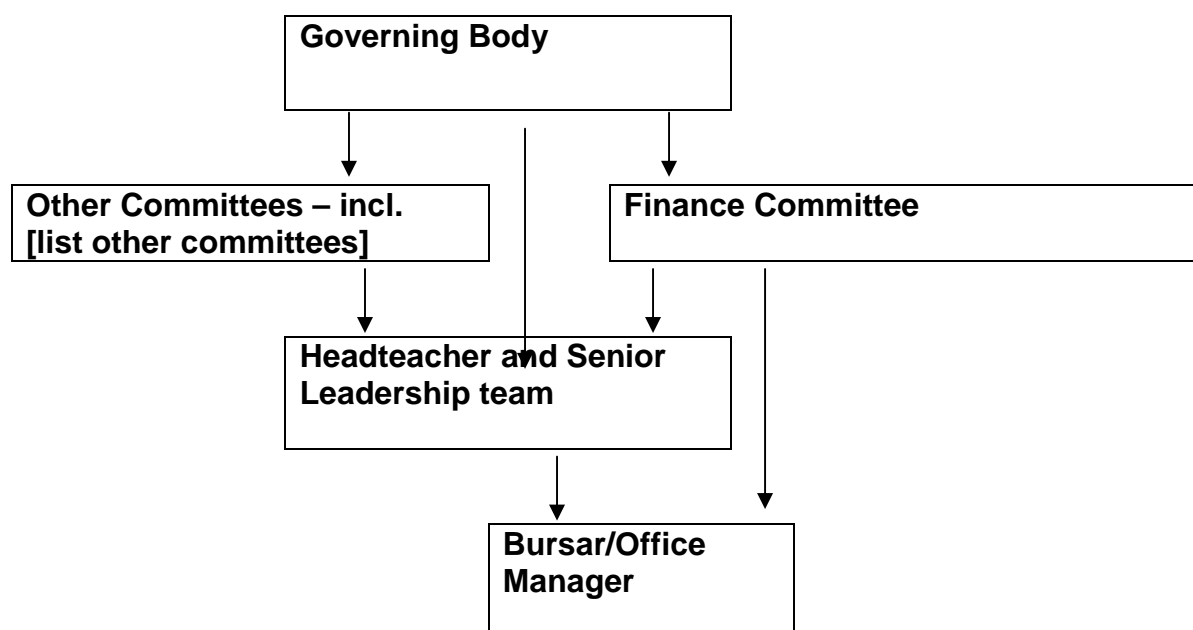 Governing Body
Other Committees – incl.
[list other committees]
Finance Committee
Headteacher and Senior
Leadership team
Bursar/Office
Manager